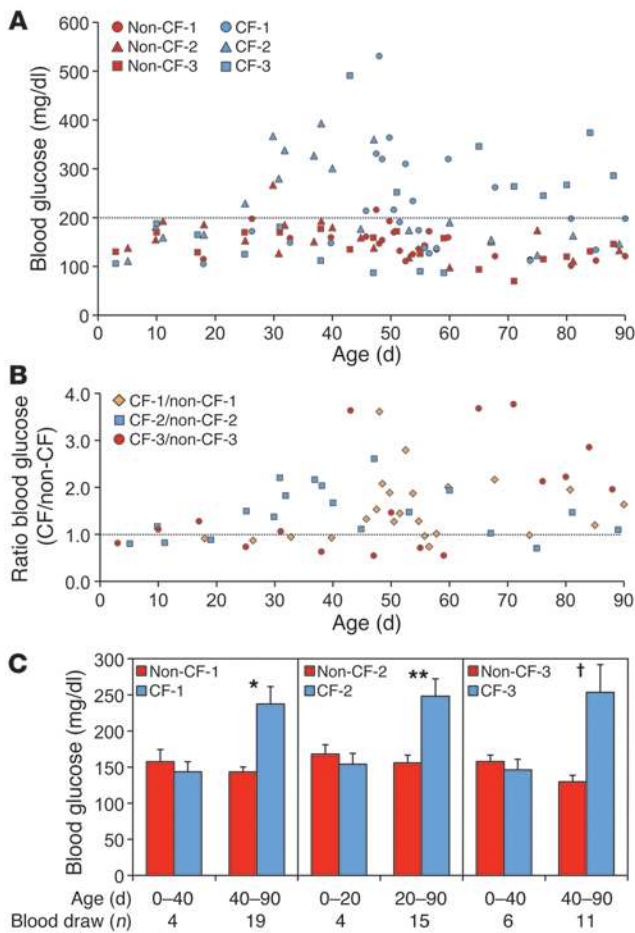 A
Non-CF-1 CF-1
Non-CF-2 CF-2
Non-CF-3 CF-3
Blood glucose (mg/dl)
600
500
400
300
200
100
0
0 10 20 30 40 50 60 70 80 90
Age (d)
B
CF-1/non-CF-1
CF-2/non-CF-2
CF-3/non-CF-3
Ratio blood glucose
(CF/non-CF)
4.0
3.0
2.0
1.0
0.0
0 10 20 30 40 50 60 70 80 90
Age (d)
C
Blood glucose (mg/dl)
300
250
200
150
100
50
0
Non-CF-1 Non-CF-2 Non-CF-3
CF-1 CF-2 CF-3
* ** †
Age (d) 0–40 40–90 0–20 20–90 0–40 40–90
Blood draw (n) 4 19 4 15 6 11